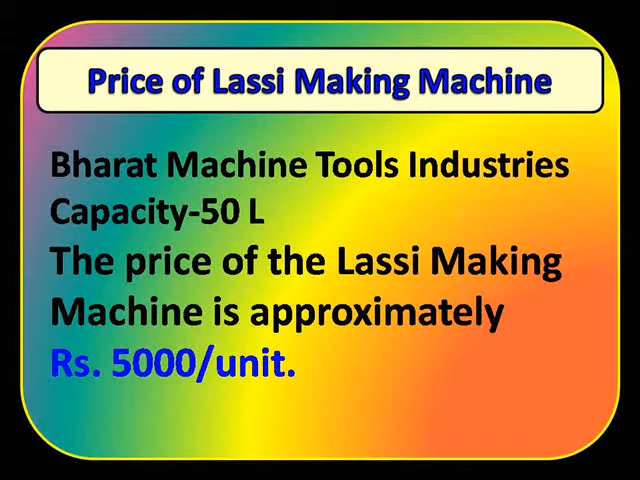 Price of Lassi Making Machine
Bharat Machine Tools Industries
Capacity-50 L
The price of the Lassi Making
Machine is approximately
Rs. 5000/unit.